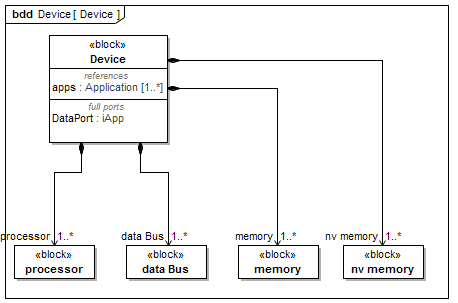 bdd Device [ Device ]
«block»
Device
references
apps : Application [1..*]
full ports
DataPort : iApp
processor 1..* data Bus 1..* memory 1..* nv memory 1..*
«block» «block» «block» «block»
processor data Bus memory nv memory